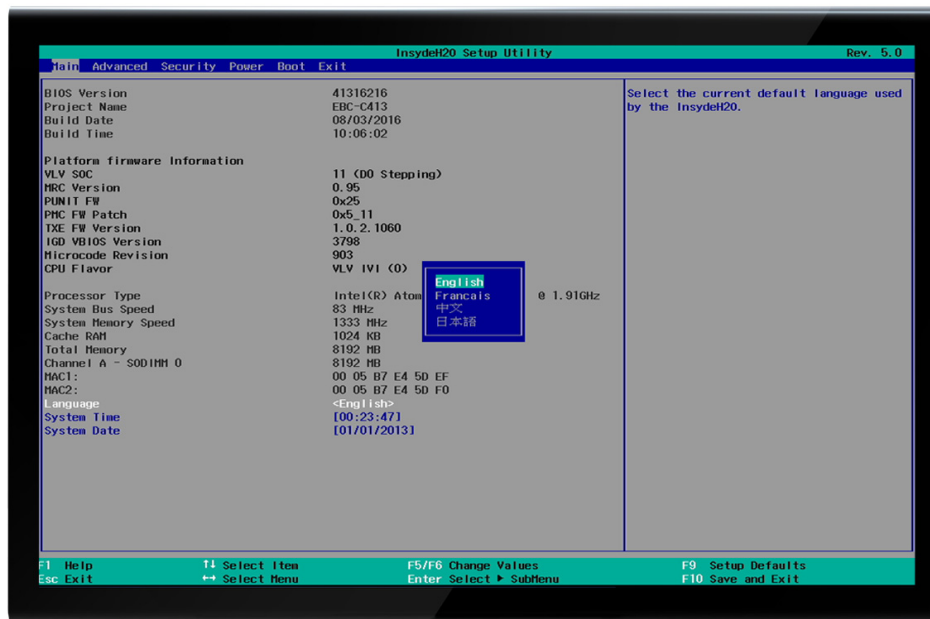 InsydeH20 Setup Utility Rev. 5.0
Main Advanced Security Power Boot Exit
BIOS Version 41316216
Project Name EBC-C413
Build Date 08/03/2016
Build Time 10:06:02
Select the current default language used
by the InsydeH20.
Platform firmware Information
VLV SOC 11 (D0 Stepping)
MRC Version 0.95
PUNIT FW 0x25
PMC FW Patch 0x5_11
TXE FW Version 1.0.2.1060
IGD VBIOS Version 3798
Microcode Revision 903
CPU Flavor VLV IVI (0)
Processor Type Intel(R) Atom @ 1.91GHz
System Bus Speed 83 MHz
System Memory Speed 1333 MHz
Cache RAM 1024 KB
Total Memory 8192 MB
Channel A - SODIMM 0 8192 MB
MAC1: 00 05 B7 E4 5D EF
MAC2: 00 05 B7 E4 5D F0
Language <English>
System Time [00:23:47]
System Date [01/01/2013]
English
Francais
中文
日本語
F1 Help ↑↓ Select Item F5/F6 Change Values F9 Setup Defaults
Esc Exit ↔ Select Menu Enter Select ▶ SubMenu F10 Save and Exit